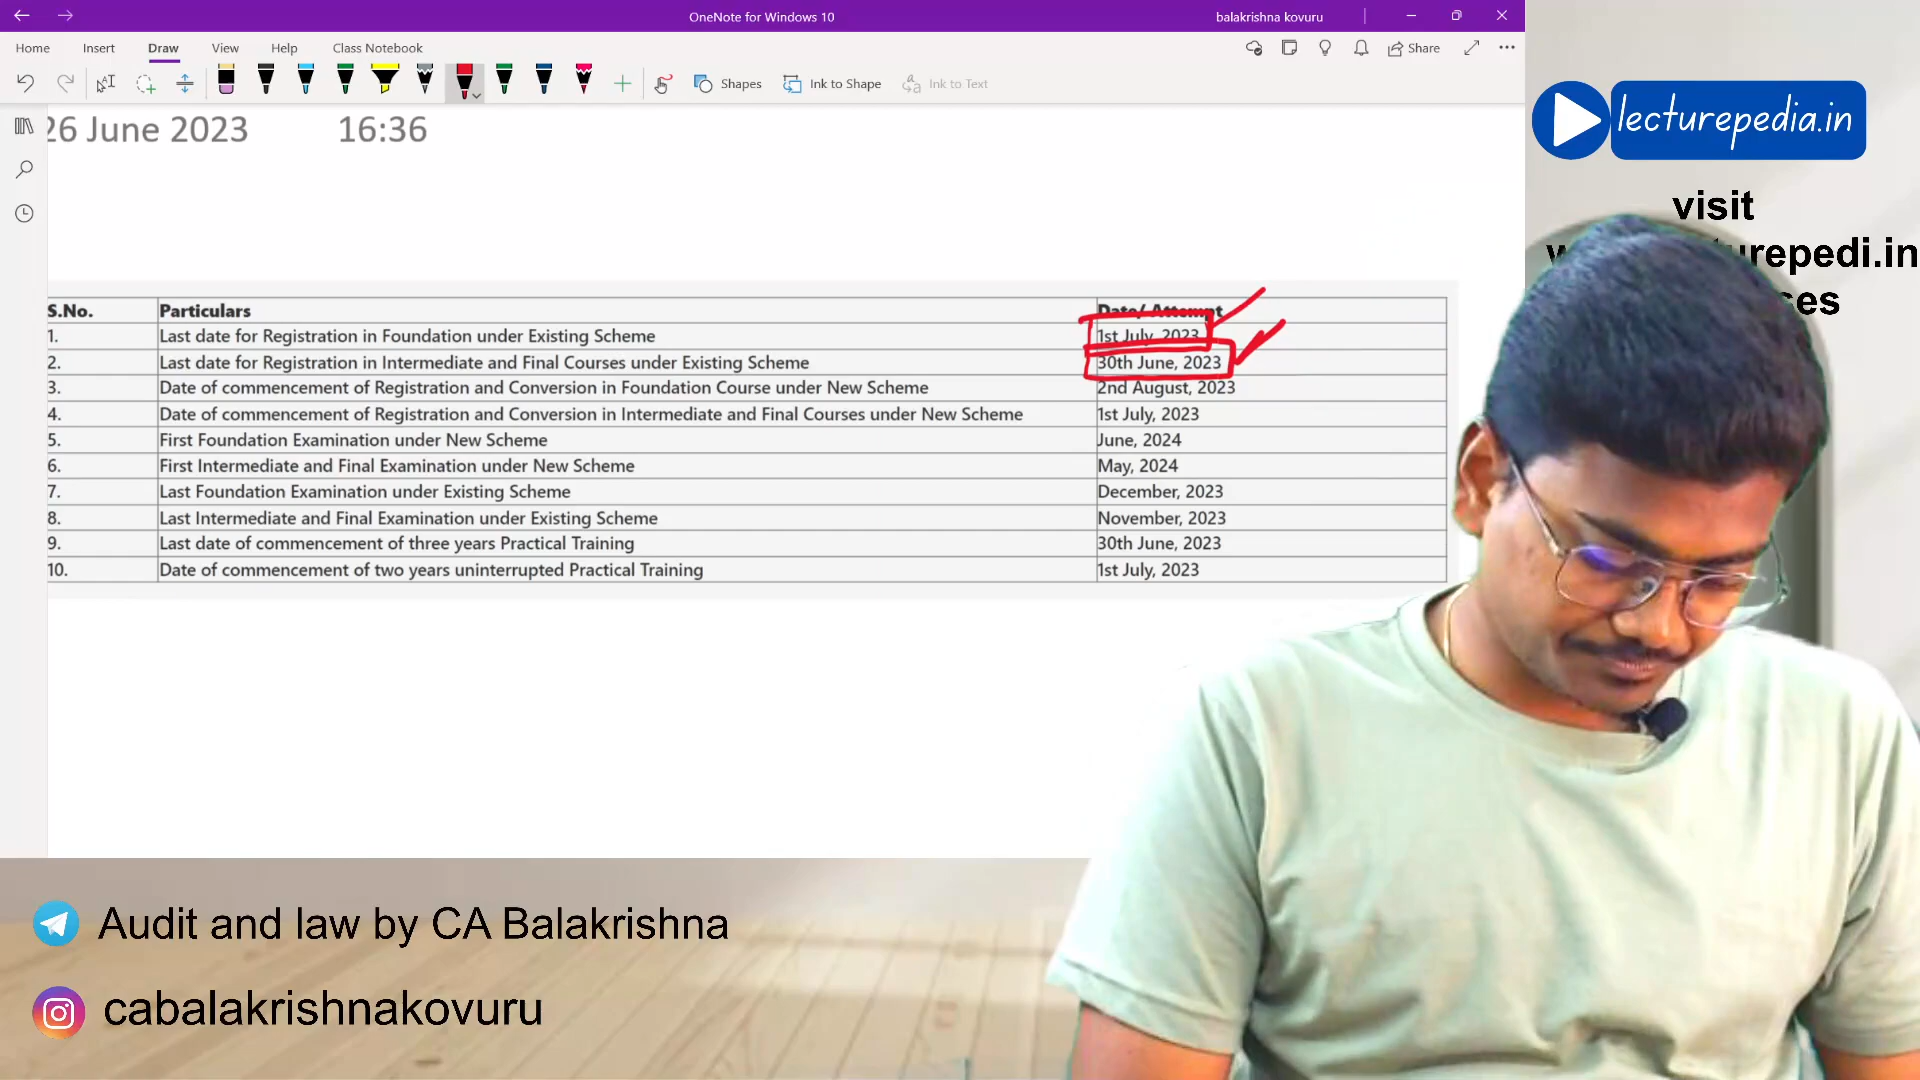 OneNote for Windows 10
balakrishna kovuru
Home Insert Draw View Help Class Notebook
Share
Shapes Ink to Shape Ink to Text
26 June 2023 16:36
S.No. Particulars Date/ Attempt
1. Last date for Registration in Foundation under Existing Scheme 1st July, 2023
2. Last date for Registration in Intermediate and Final Courses under Existing Scheme 30th June, 2023
3. Date of commencement of Registration and Conversion in Foundation Course under New Scheme 2nd August, 2023
4. Date of commencement of Registration and Conversion in Intermediate and Final Courses under New Scheme 1st July, 2023
5. First Foundation Examination under New Scheme June, 2024
6. First Intermediate and Final Examination under New Scheme May, 2024
7. Last Foundation Examination under Existing Scheme December, 2023
8. Last Intermediate and Final Examination under Existing Scheme November, 2023
9. Last date of commencement of three years Practical Training 30th June, 2023
10. Date of commencement of two years uninterrupted Practical Training 1st July, 2023
lecturepedia.in
visit
Audit and law by CA Balakrishna
cabalakrishnakovuru